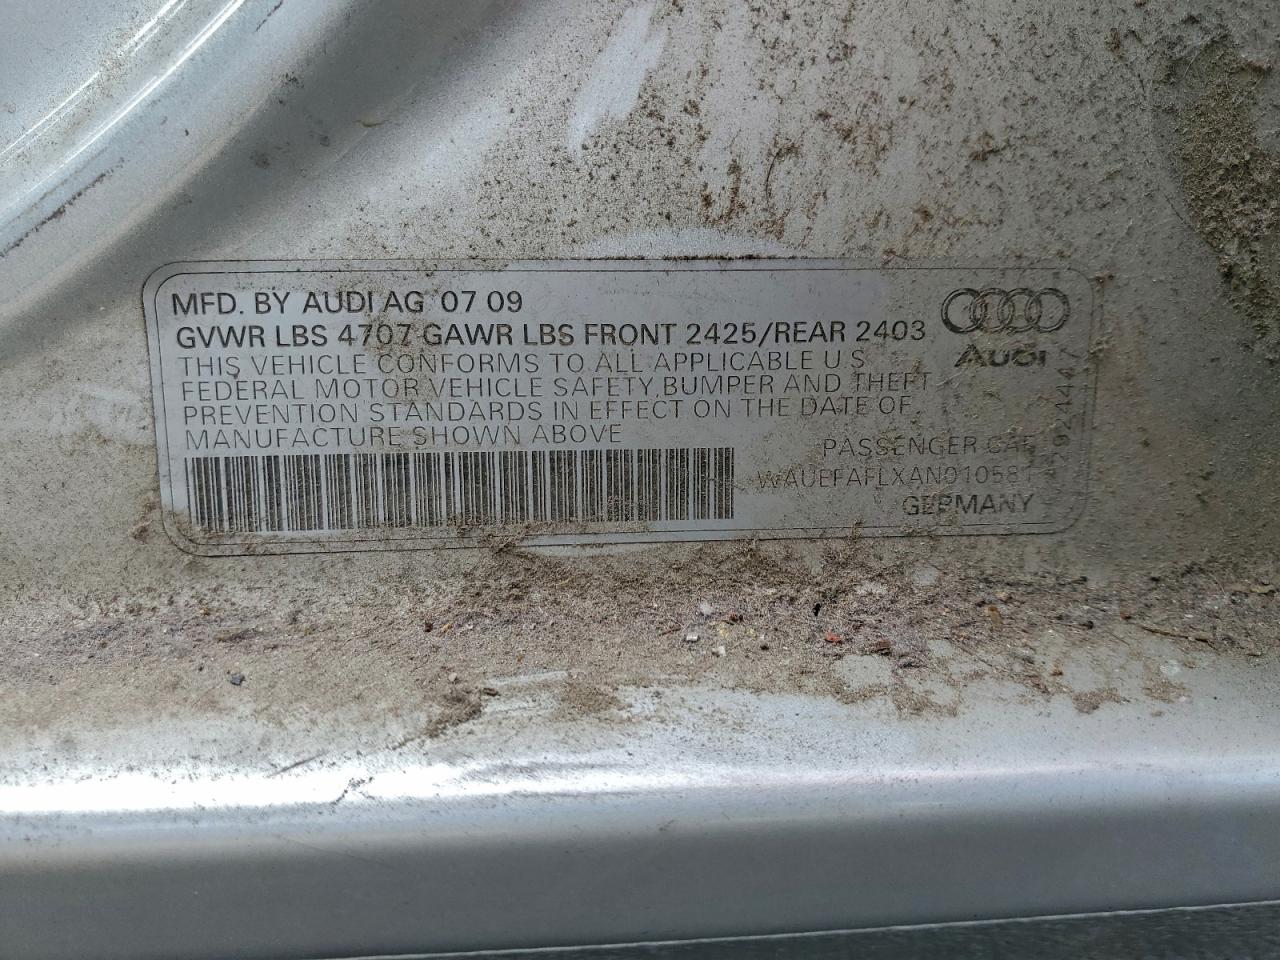 MFD. BY AUDI AG 07 09
GVWR LBS 4707 GAWR LBS FRONT 2425/REAR 2403
THIS VEHICLE CONFORMS TO ALL APPLICABLE U.S
FEDERAL MOTOR VEHICLE SAFETY, BUMPER AND THEFT
PREVENTION STANDARDS IN EFFECT ON THE DATE OF
MANUFACTURE SHOWN ABOVE
AUDI
PASSENGER CAR
WAUEFAFLXAN010581
GERMANY